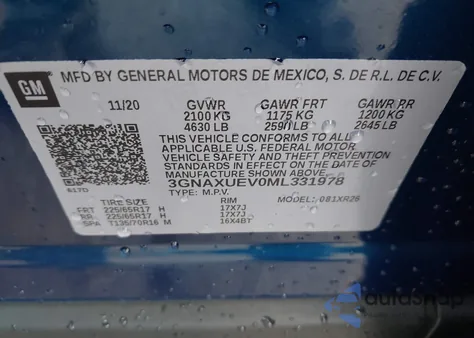 GM
MFD BY GENERAL MOTORS DE MEXICO, S. DE R.L. DE C.V.
11/20 GVWR GAWR FRT GAWR RR
2100 KG 1175 KG 1200 KG
4630 LB 2590 LB 2645 LB
THIS VEHICLE CONFORMS TO ALL
APPLICABLE U.S. FEDERAL MOTOR
VEHICLE SAFETY AND THEFT PREVENTION
STANDARDS IN EFFECT ON THE DATE OF
MANUFACTURE SHOWN ABOVE.
3GNAXUEV0ML331978
TYPE: M.P.V. MODEL: 081XR26
617D
TIRE SIZE RIM
FRT 225/65R17 H 17X7J
RR 225/65R17 H 17X7J
SPA T135/70R16 M 16X4BT
autosnap